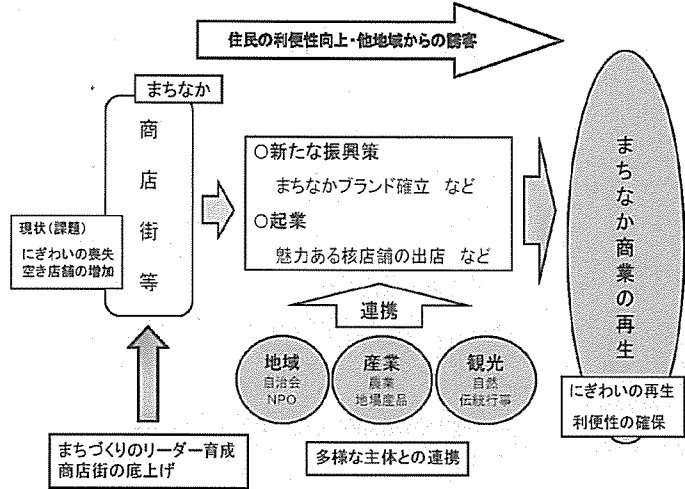 住民の利便性向上・他地域からの誘客
まちなか
商店街等
現状(課題)
にぎわいの喪失
空き店舗の増加
○新たな振興策
まちなかブランド確立　など
○起業
魅力ある核店舗の出店　など
連携
地域
自治会
NPO
産業
農業
地場産品
観光
自然
伝統行事
多様な主体との連携
まちづくりのリーダー育成
商店街の底上げ
まちなか商業の再生
にぎわいの再生
利便性の確保